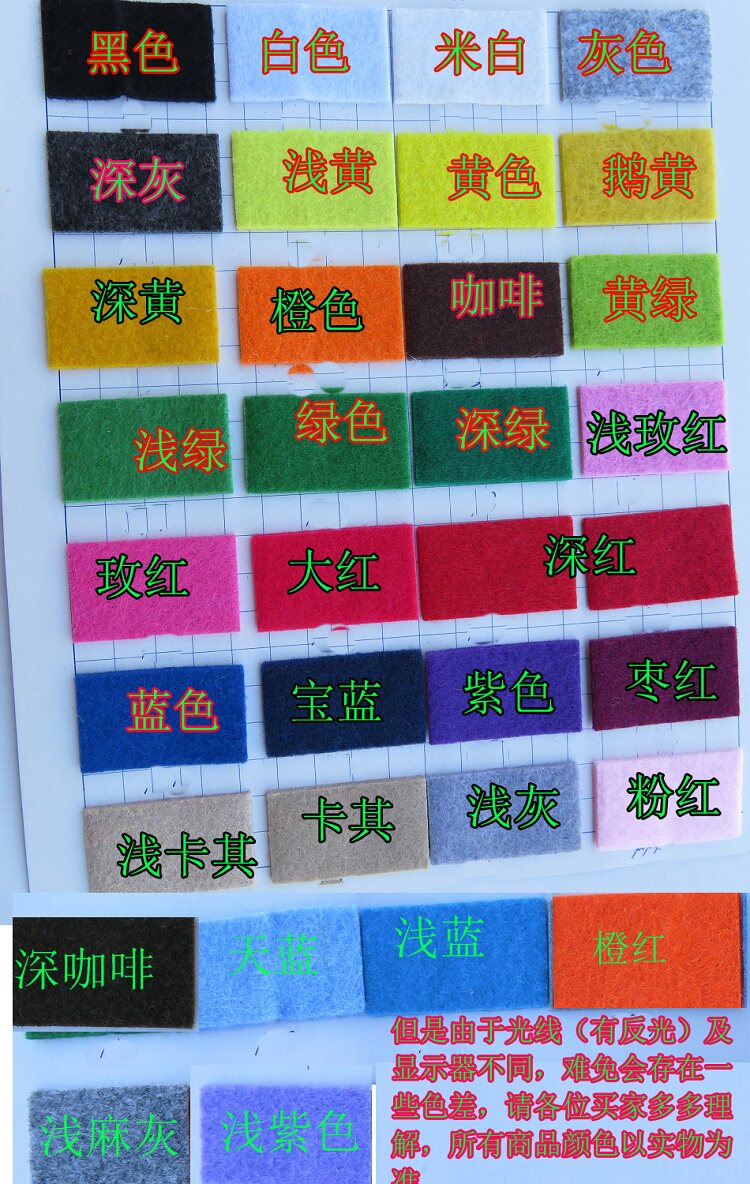 黑色 白色 米白 灰色
深灰 浅黄 黄色 鹅黄
深黄 橙色 咖啡 黄绿
浅绿 绿色 深绿 浅玫红
玫红 大红 深红
蓝色 宝蓝 紫色 枣红
浅卡其 卡其 浅灰 粉红
深咖啡 天蓝 浅蓝 橙红
浅麻灰 浅紫色
但是由于光线（有反光）及
显示器不同，难免会存在一
些色差，请各位买家多多理
解，所有商品颜色以实物为
准